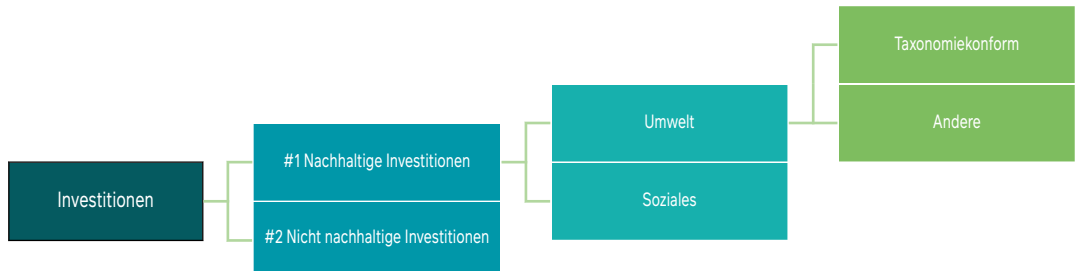 Investitionen
#1 Nachhaltige Investitionen
#2 Nicht nachhaltige Investitionen
Umwelt
Soziales
Taxonomiekonform
Andere